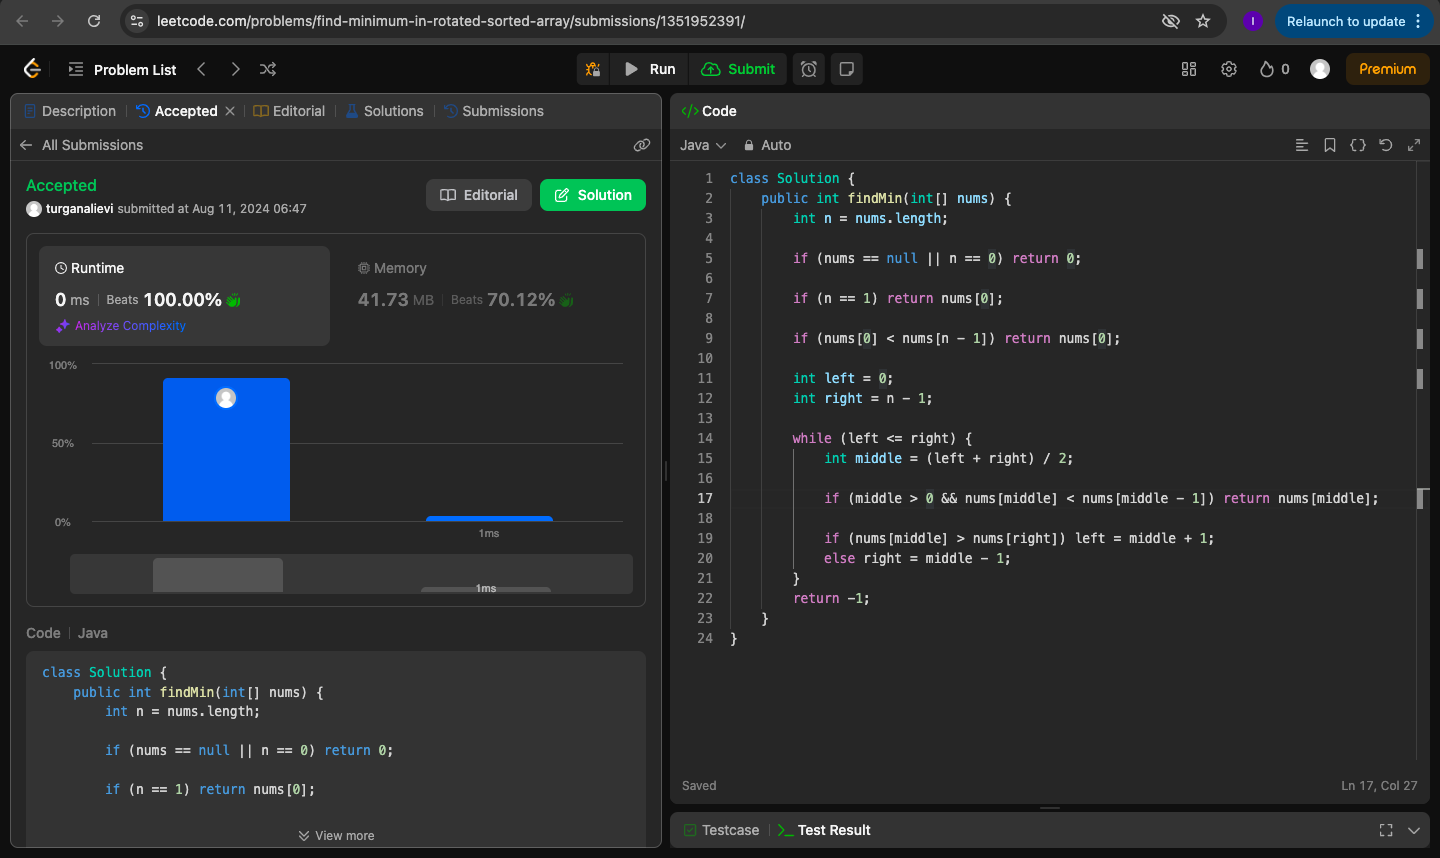 leetcode.com/problems/find-minimum-in-rotated-sorted-array/submissions/1351952391/
I
Relaunch to update
Problem List
Run
Submit
0
Premium
Description
Accepted
Editorial
Solutions
Submissions
All Submissions
Accepted
turganalievi submitted at Aug 11, 2024 06:47
Editorial
Solution
Runtime
0 ms | Beats 100.00%
Analyze Complexity
Memory
41.73 MB | Beats 70.12%
100%
50%
0%
1ms
1ms
Code | Java
class Solution {
public int findMin(int[] nums) {
int n = nums.length;
if (nums == null || n == 0) return 0;
if (n == 1) return nums[0];
View more
</> Code
Java
Auto
1 class Solution {
2 public int findMin(int[] nums) {
3 int n = nums.length;
4
5 if (nums == null || n == 0) return 0;
6
7 if (n == 1) return nums[0];
8
9 if (nums[0] < nums[n - 1]) return nums[0];
10
11 int left = 0;
12 int right = n - 1;
13
14 while (left <= right) {
15 int middle = (left + right) / 2;
16
17 if (middle > 0 && nums[middle] < nums[middle - 1]) return nums[middle];
18
19 if (nums[middle] > nums[right]) left = middle + 1;
20 else right = middle - 1;
21 }
22 return -1;
23 }
24 }
Saved
Ln 17, Col 27
Testcase
Test Result